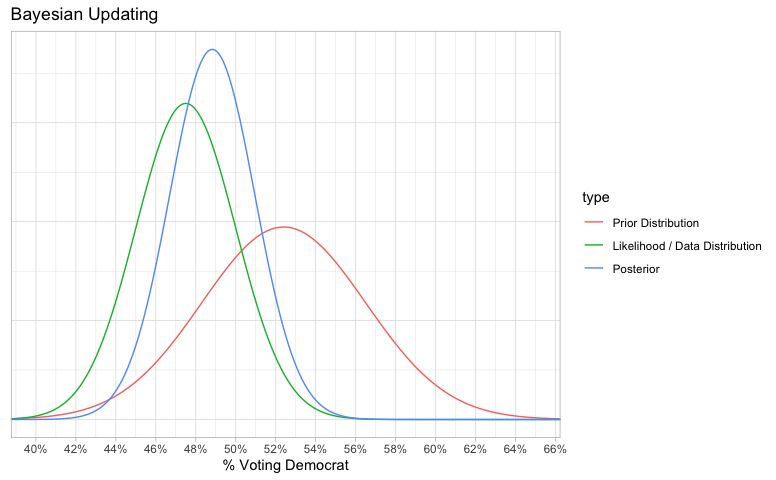 Bayesian Updating
type
Prior Distribution
Likelihood / Data Distribution
Posterior
40% 42% 44% 46% 48% 50% 52% 54% 56% 58% 60% 62% 64% 66%
% Voting Democrat